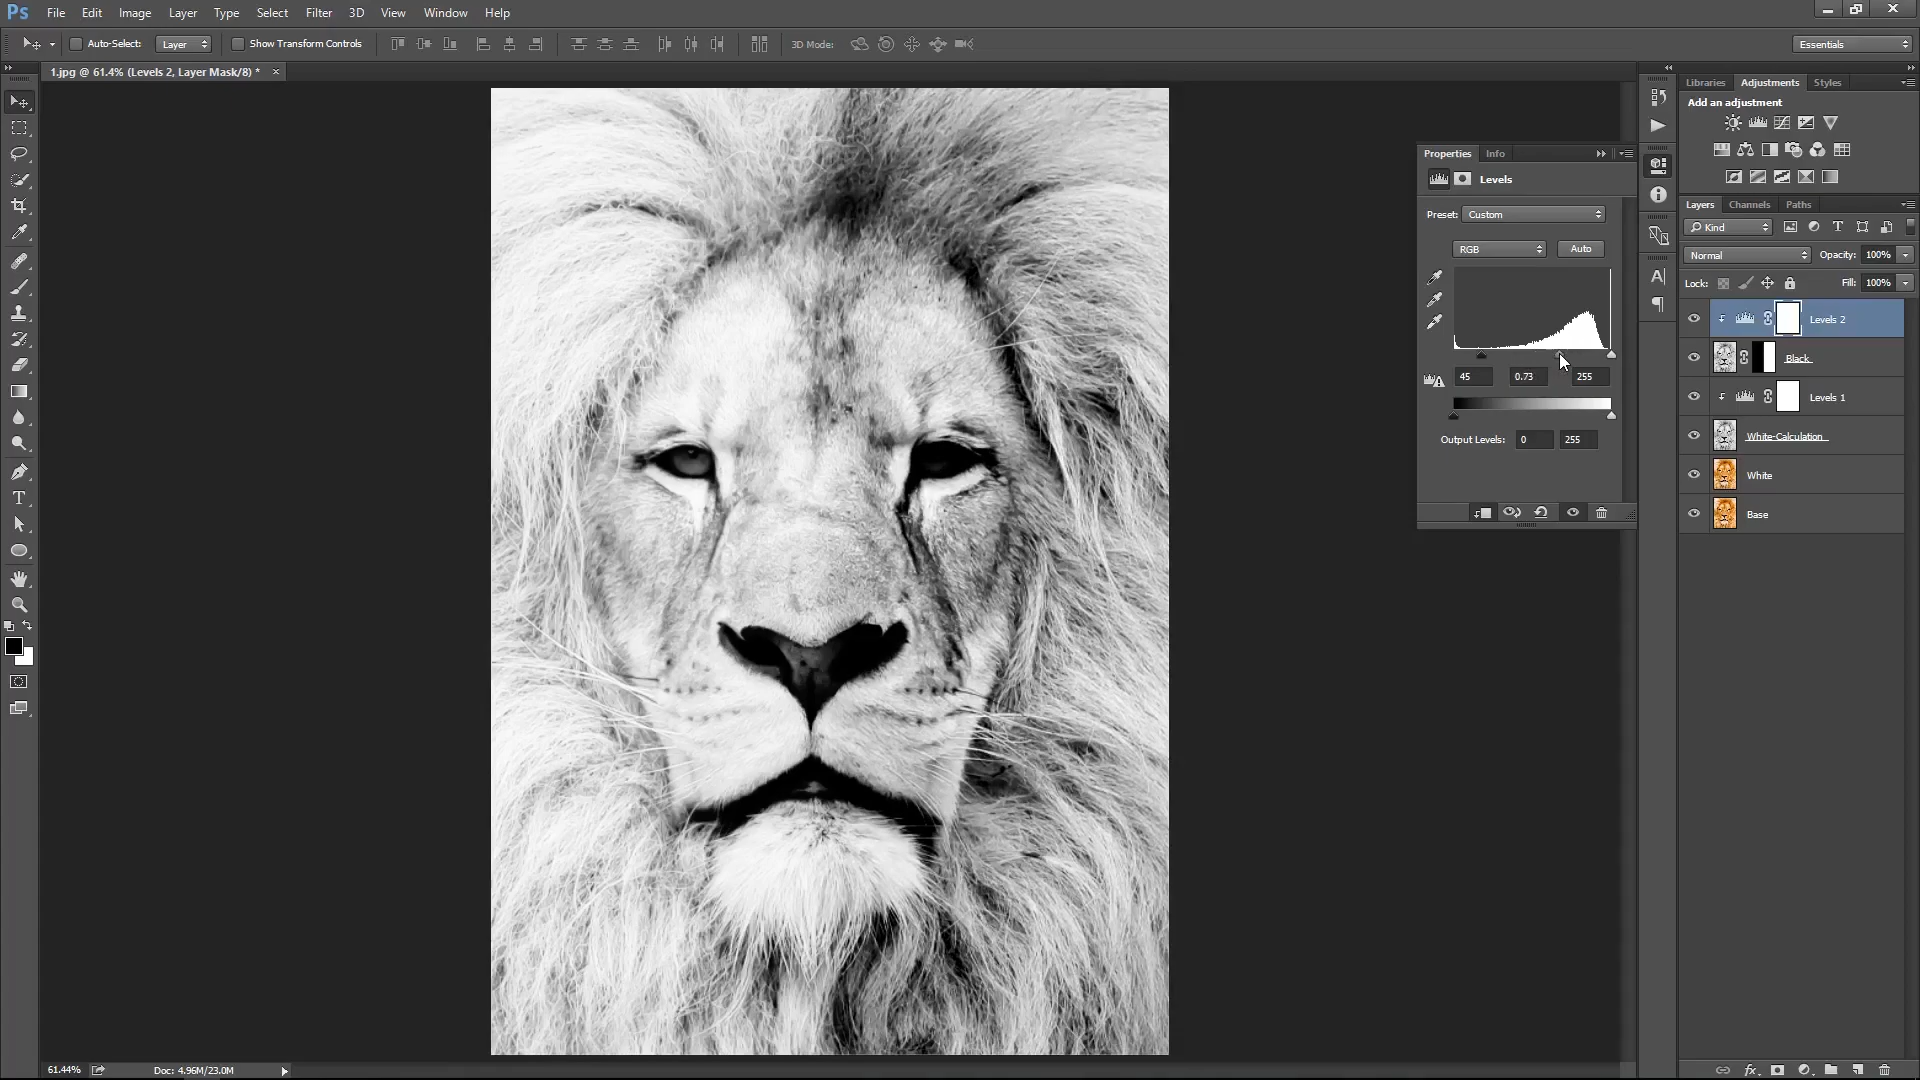 Ps File Edit Image Layer Type Select Filter 3D View Window Help
Auto-Select: Layer Show Transform Controls 3D Mode: Essentials
1.jpg @ 61.4% (Levels 2, Layer Mask/8) * ×
Libraries Adjustments Styles
Add an adjustment
Properties Info
Levels
Preset: Custom
RGB Auto
45 0.73 255
Output Levels: 0 255
Layers Channels Paths
Kind
Normal Opacity: 100%
Lock: Fill: 100%
Levels 2
Black
Levels 1
White-Calculation
White
Base
T
A
61.44% Doc: 4.96M/23.0M
fx